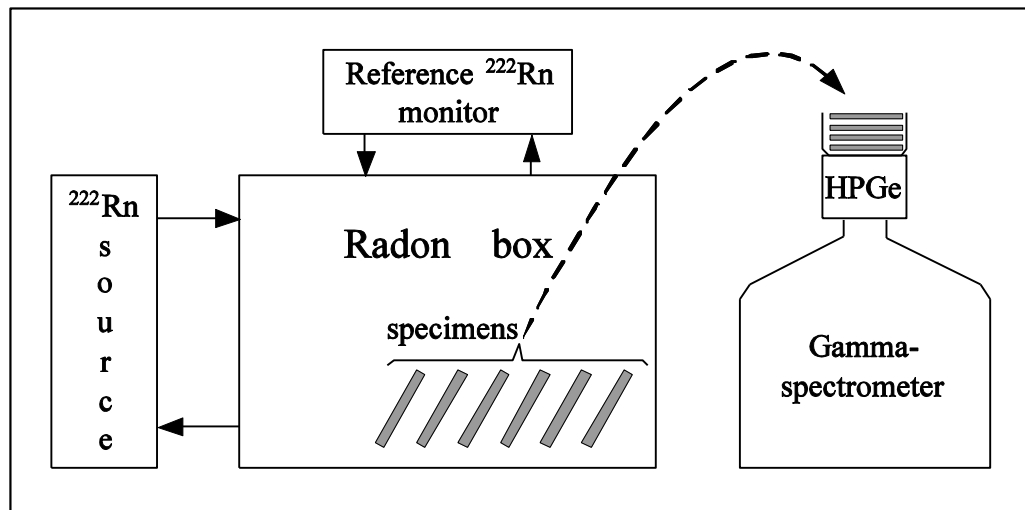 Reference ²²²Rn
monitor
²²²Rn
s
o
u
r
c
e
Radon box
specimens
HPGe
Gamma-
spectrometer